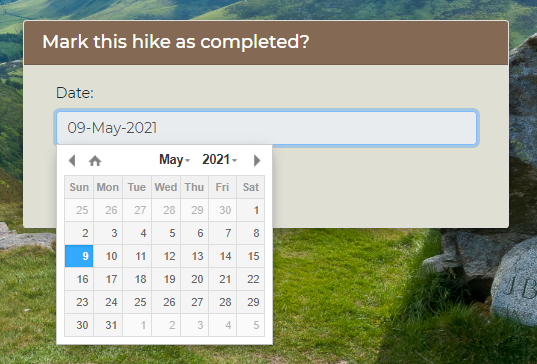 Mark this hike as completed?
Date:
09-May-2021
May 2021
Sun Mon Tue Wed Thu Fri Sat
25 26 27 28 29 30 1
2 3 4 5 6 7 8
9 10 11 12 13 14 15
16 17 18 19 20 21 22
23 24 25 26 27 28 29
30 31 1 2 3 4 5
JB